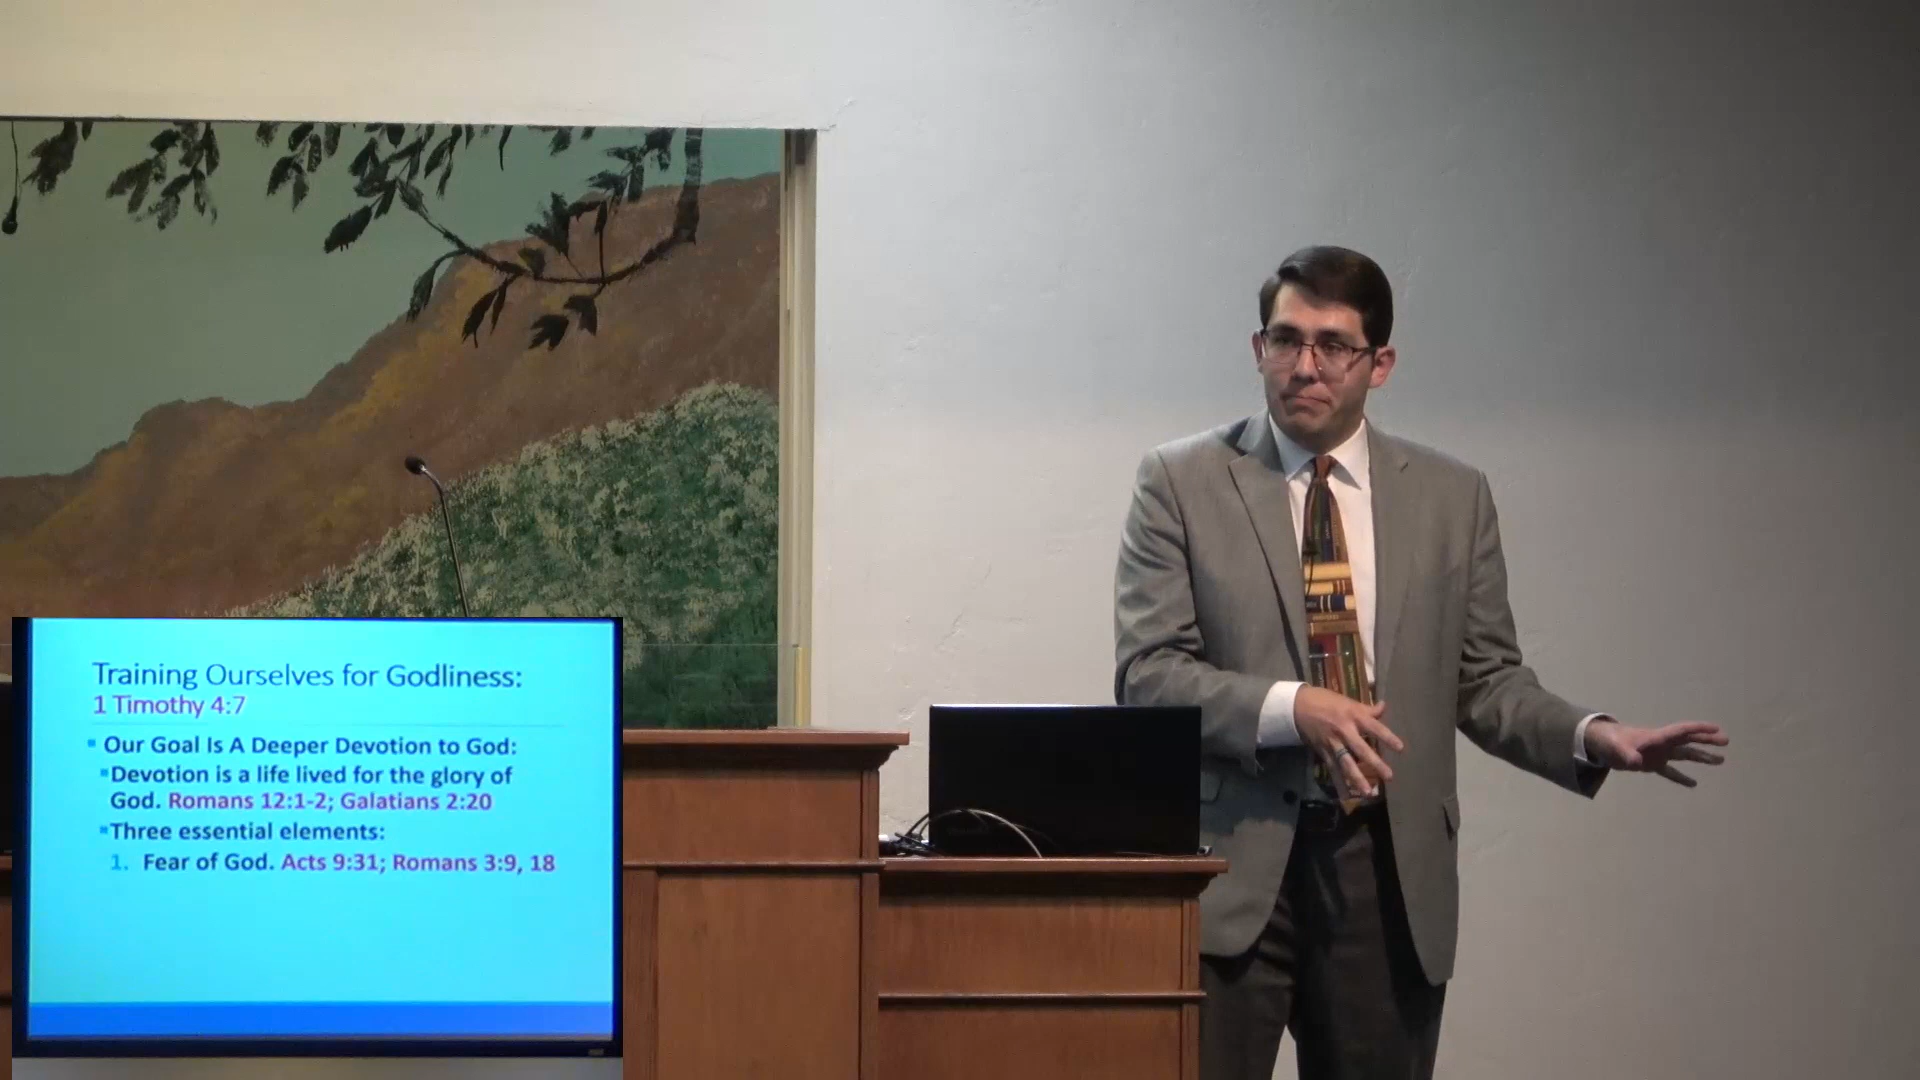 Training Ourselves for Godliness:
1 Timothy 4:7
Our Goal Is A Deeper Devotion to God:
Devotion is a life lived for the glory of
God. Romans 12:1-2; Galatians 2:20
Three essential elements:
1. Fear of God. Acts 9:31; Romans 3:9, 18